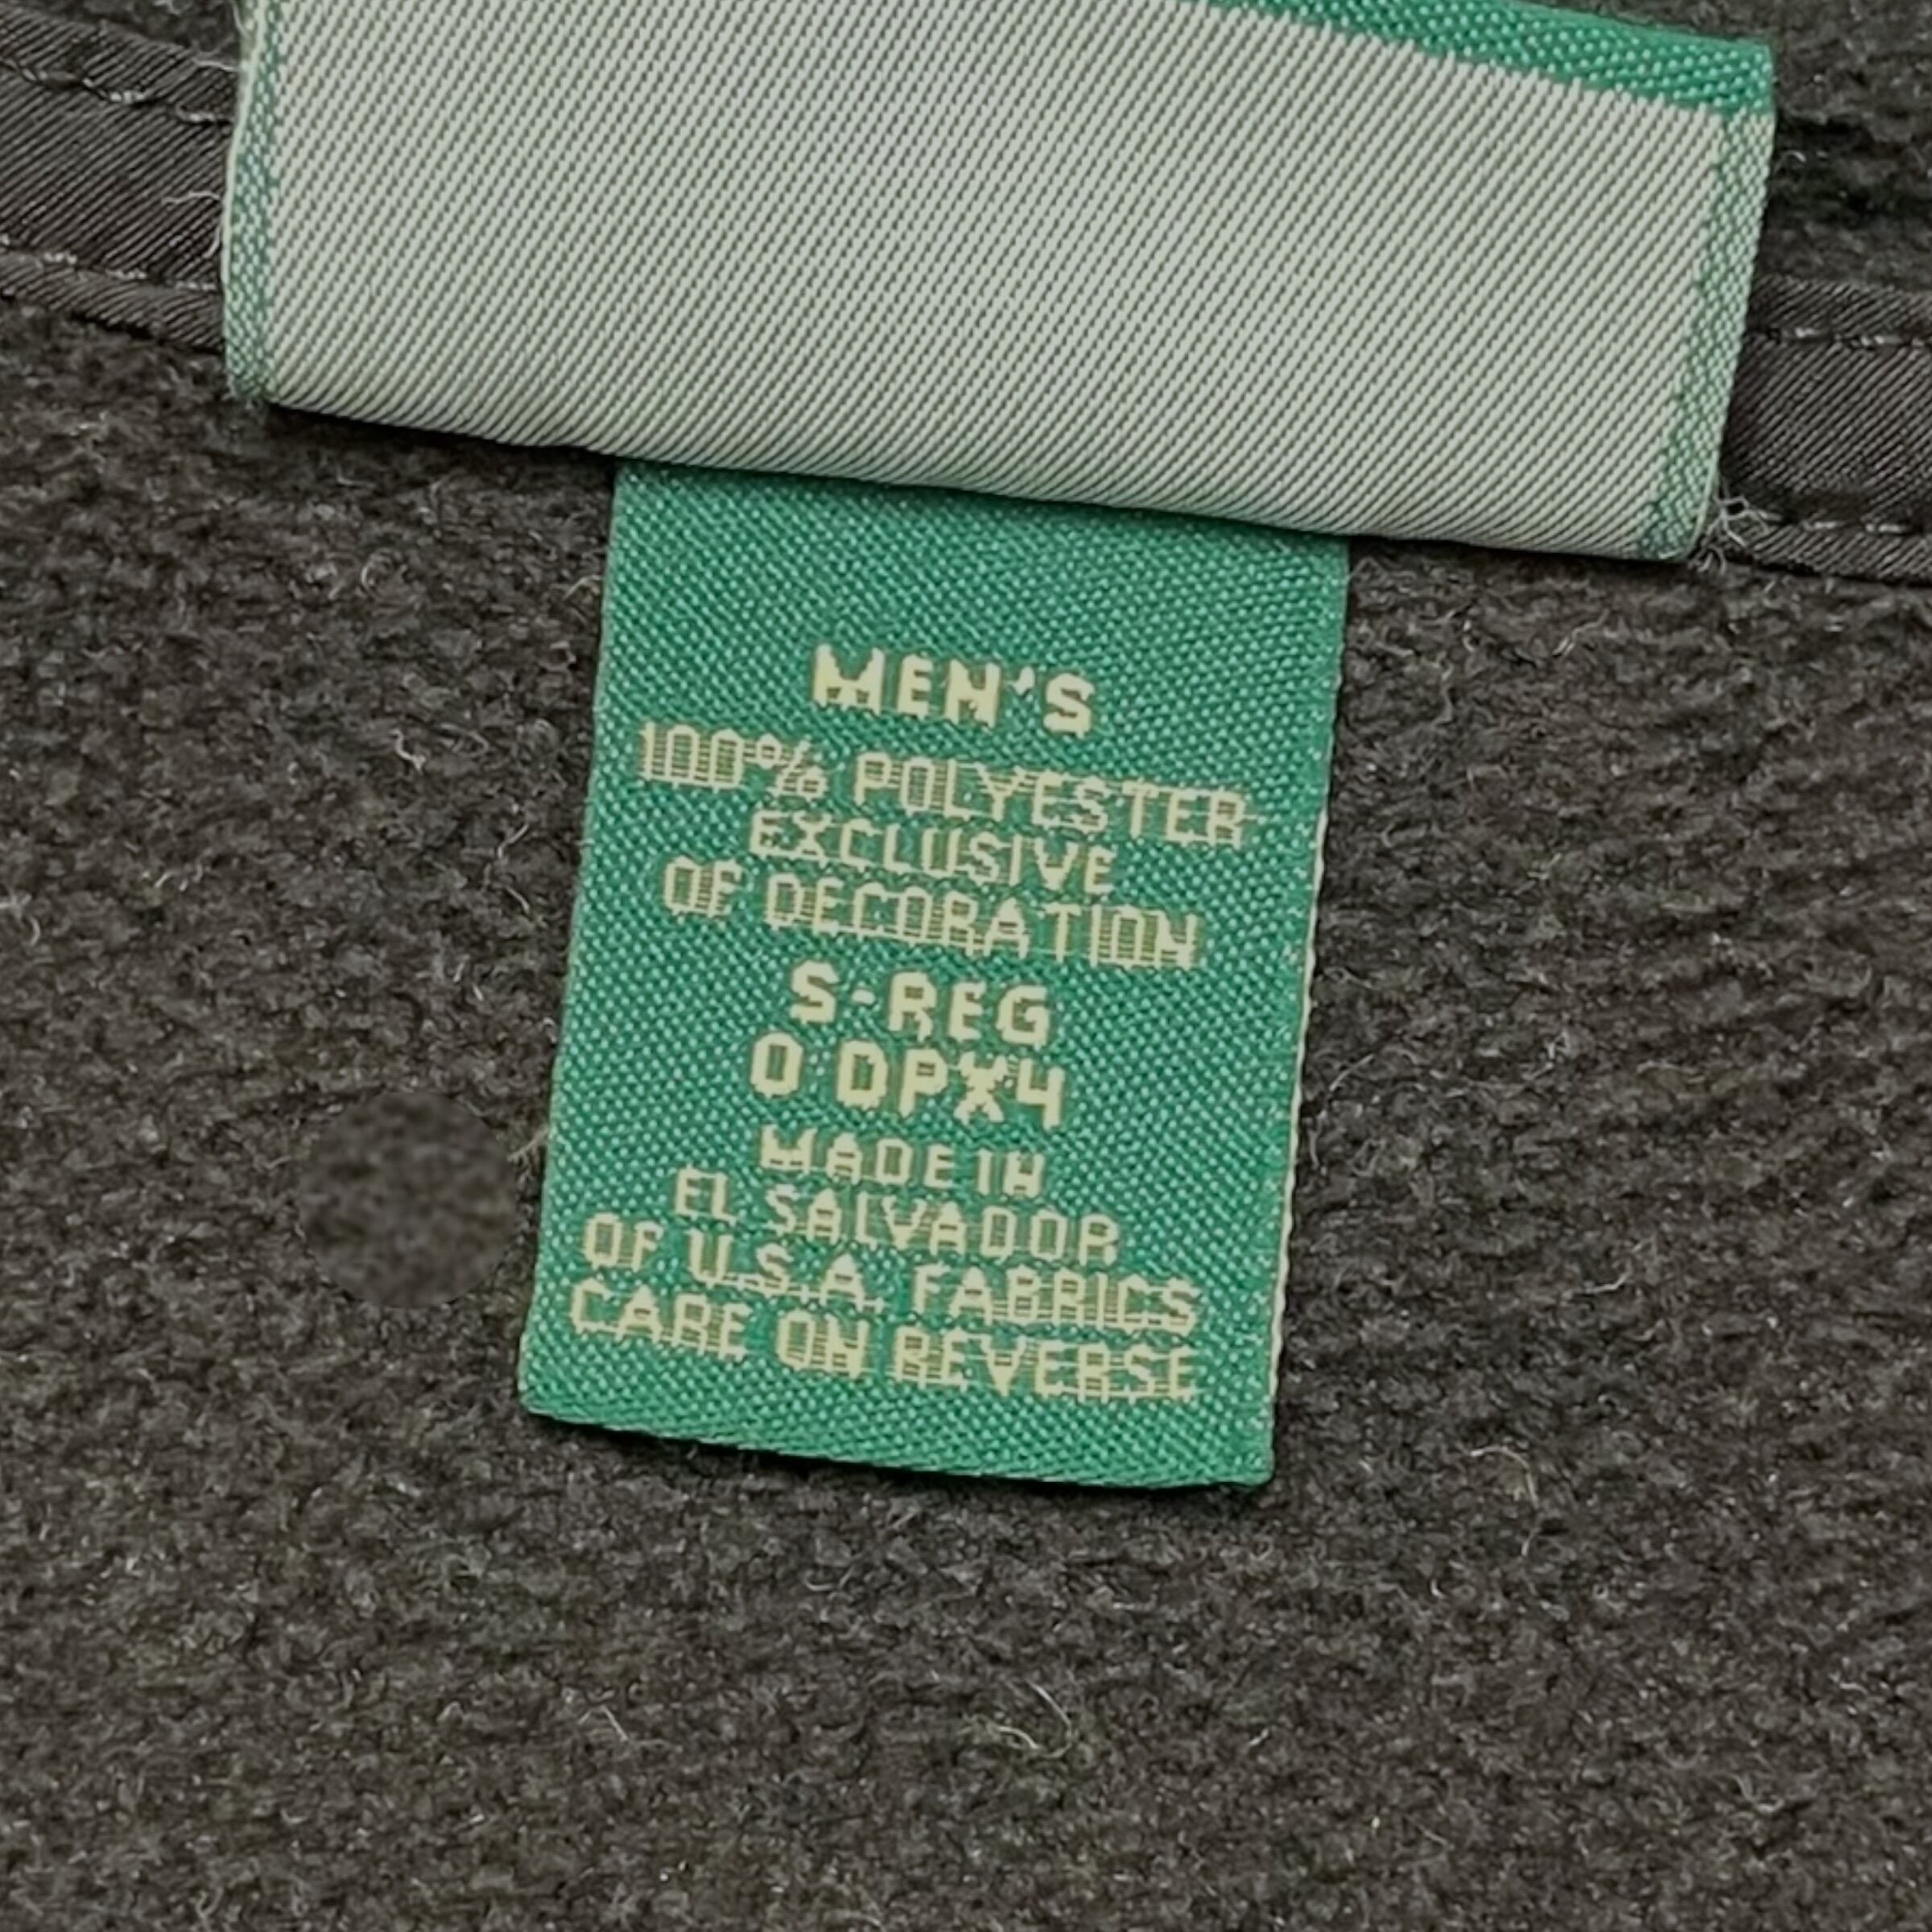 MEN'S
100% POLYESTER
EXCLUSIVE
OF DECORATION
S-REG
0 DPX4
MADE IN
EL SALVADOR
OF U.S.A. FABRICS
CARE ON REVERSE